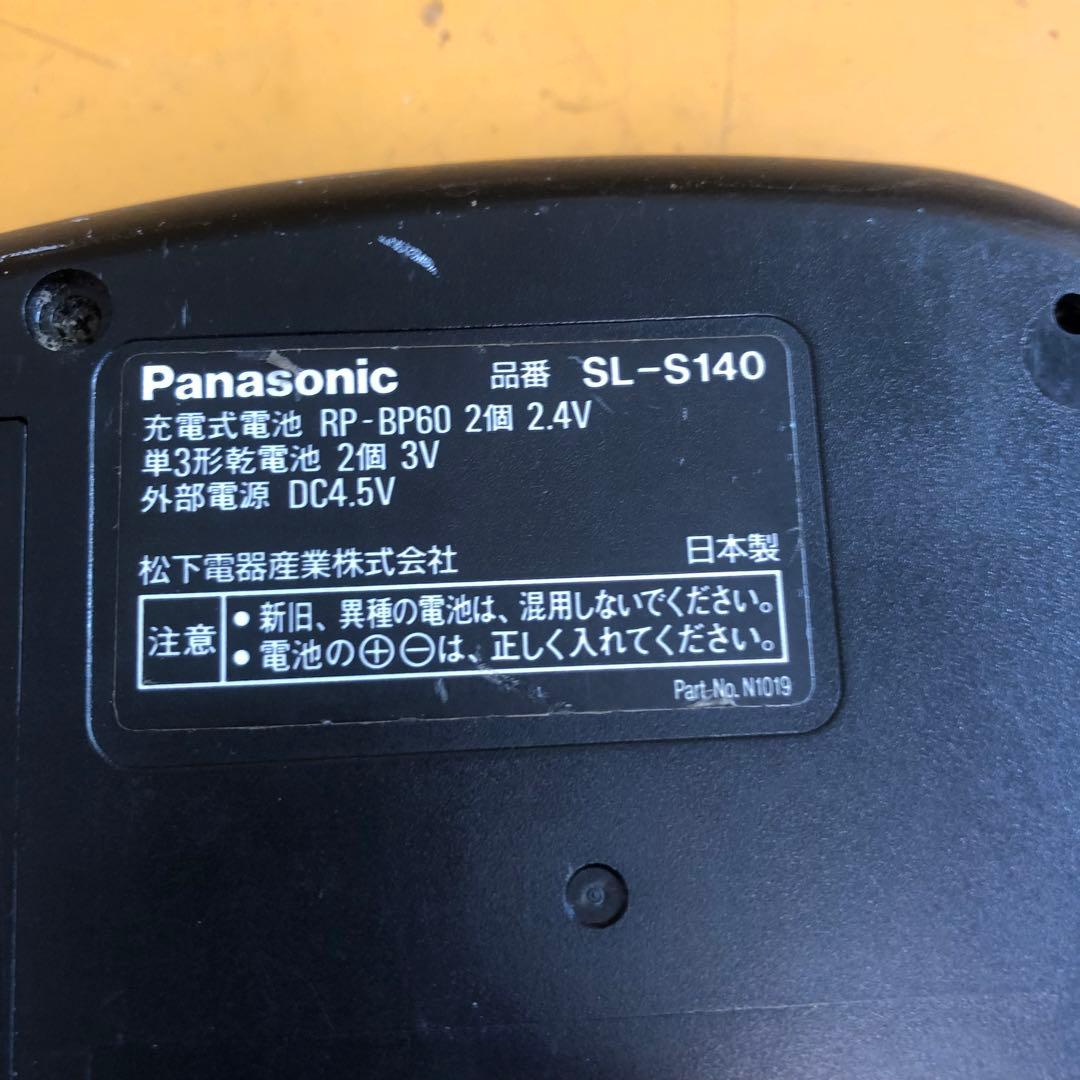 Panasonic 品番 SL-S140
充電式電池 RP-BP60 2個 2.4V
単3形乾電池 2個 3V
外部電源 DC4.5V
松下電器産業株式会社 日本製
注意
• 新旧、異種の電池は、混用しないでください。
• 電池の⊕⊖は、正しく入れてください。
Part No. N1019